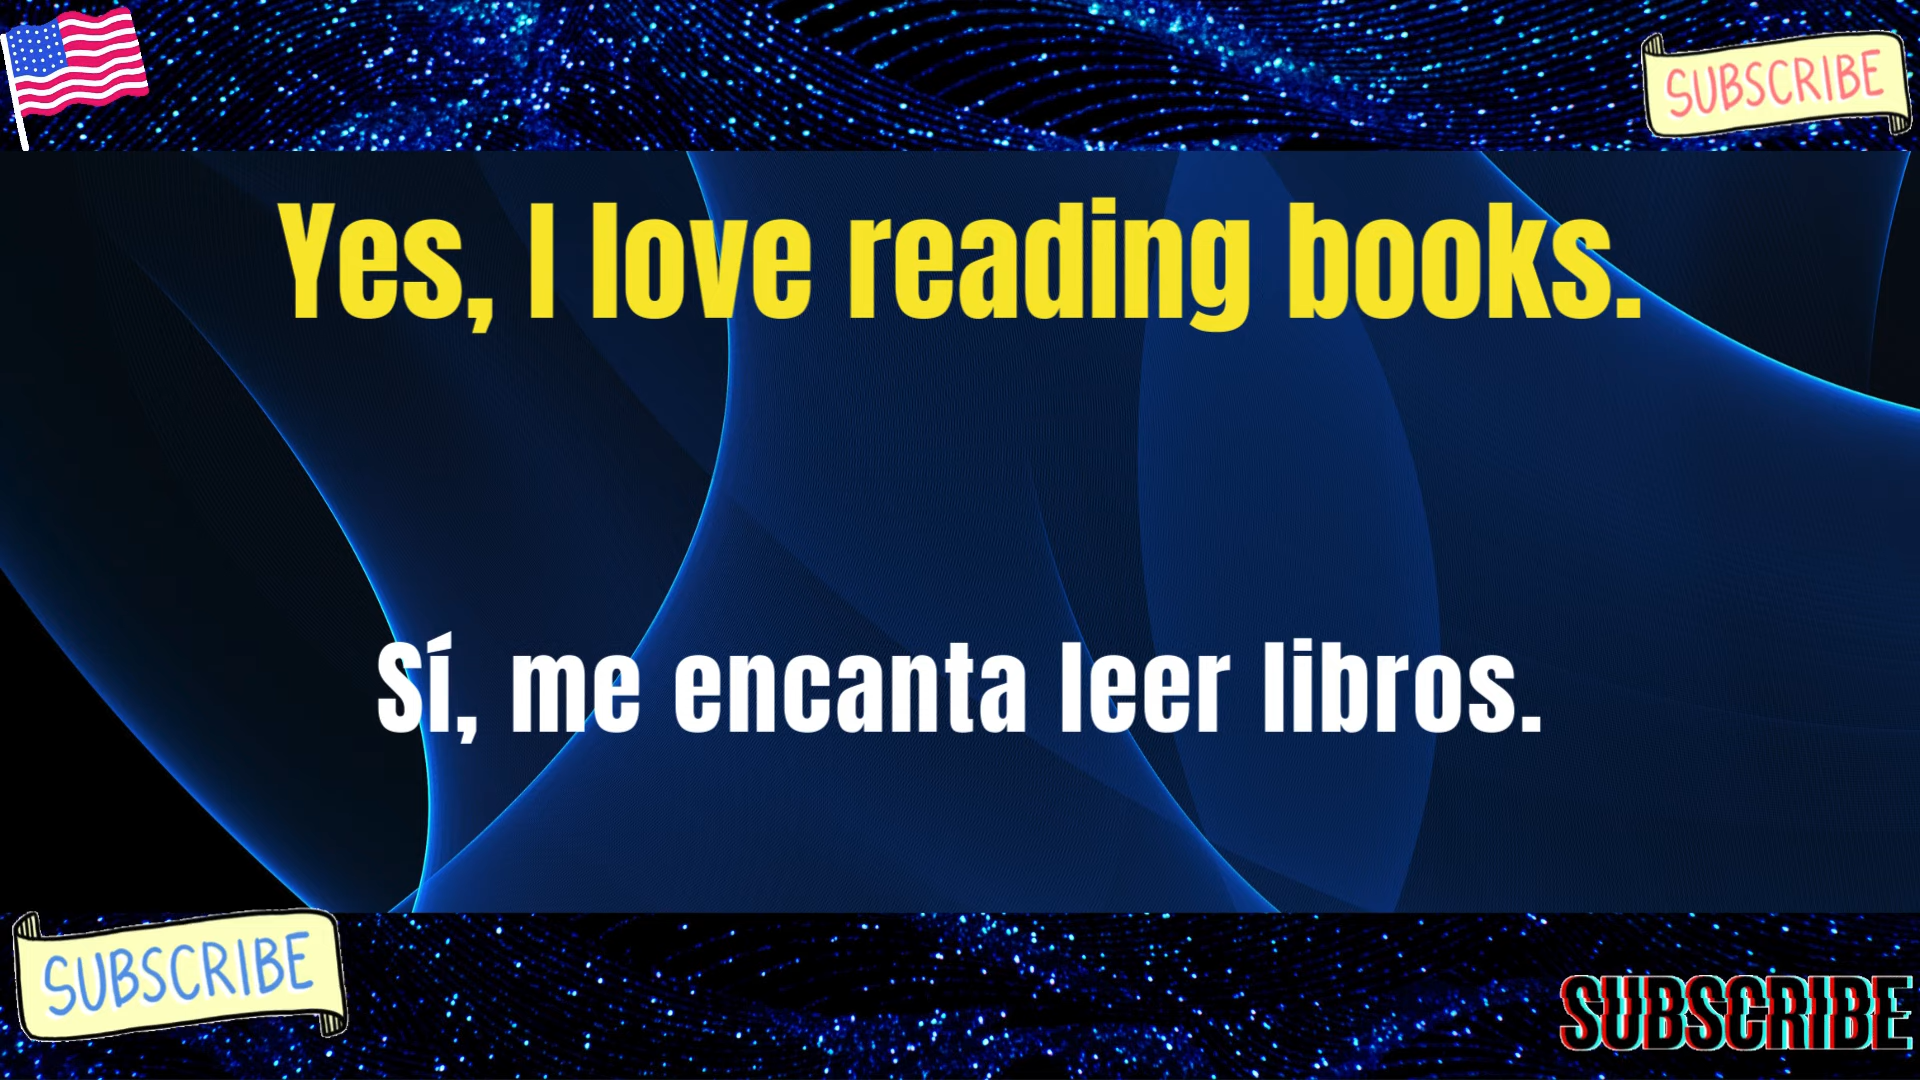 SUBSCRIBE
Yes, I love reading books.
Sí, me encanta leer libros.
SUBSCRIBE
SUBSCRIBE